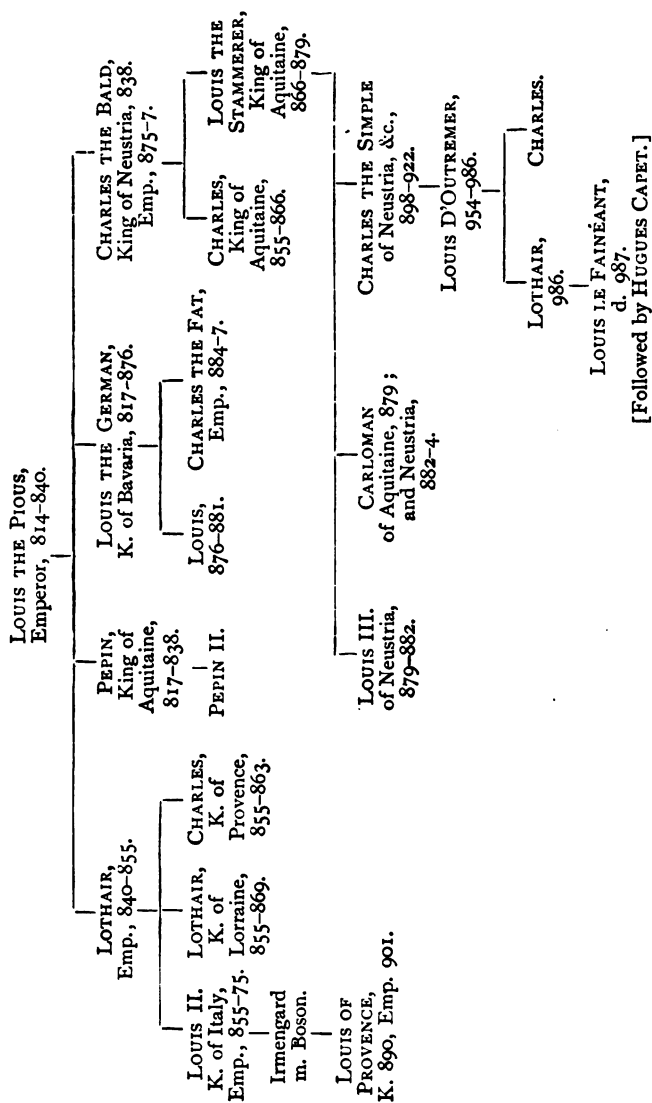 LOUIS THE PIOUS,
Emperor, 814–840.
LOTHAIR,
Emp., 840–855.
PEPIN,
King of
Aquitaine,
817–838.
PEPIN II.
LOUIS THE GERMAN,
K. of Bavaria, 817–876.
CHARLES THE BALD,
King of Neustria, 838.
Emp., 875–7.
LOUIS II.
K. of Italy,
Emp., 855–75.
Irmengard
m. Boson.
LOUIS OF
PROVENCE,
K. 890, Emp. 901.
LOTHAIR,
K. of
Lorraine,
855–869.
CHARLES,
K. of
Provence,
855–863.
LOUIS,
876–881.
CHARLES THE FAT,
Emp., 884–7.
CHARLES,
King of
Aquitaine,
855–866.
LOUIS THE
STAMMERER,
King of
Aquitaine,
866–879.
LOUIS III.
of Neustria,
879–882.
CARLOMAN
of Aquitaine, 879;
and Neustria,
882–4.
CHARLES THE SIMPLE
of Neustria, &c.,
898–922.
LOUIS D'OUTREMER,
954–986.
LOTHAIR,
986.
CHARLES.
LOUIS LE FAINÉANT,
d. 987.
[Followed by HUGUES CAPET.]